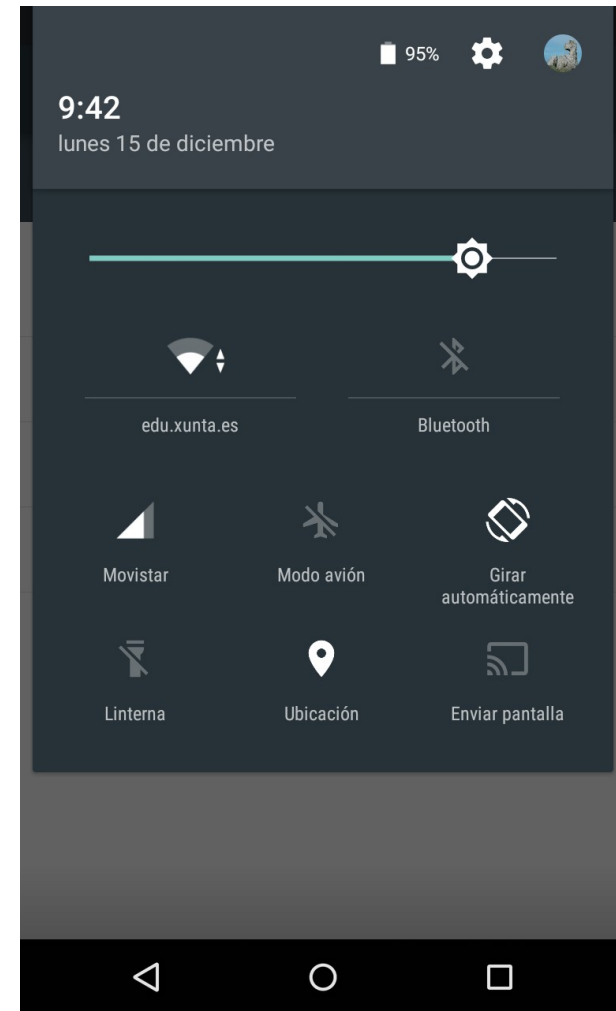 95%
9:42
lunes 15 de diciembre
edu.xunta.es
Bluetooth
Movistar
Modo avión
Girar
automáticamente
Linterna
Ubicación
Enviar pantalla